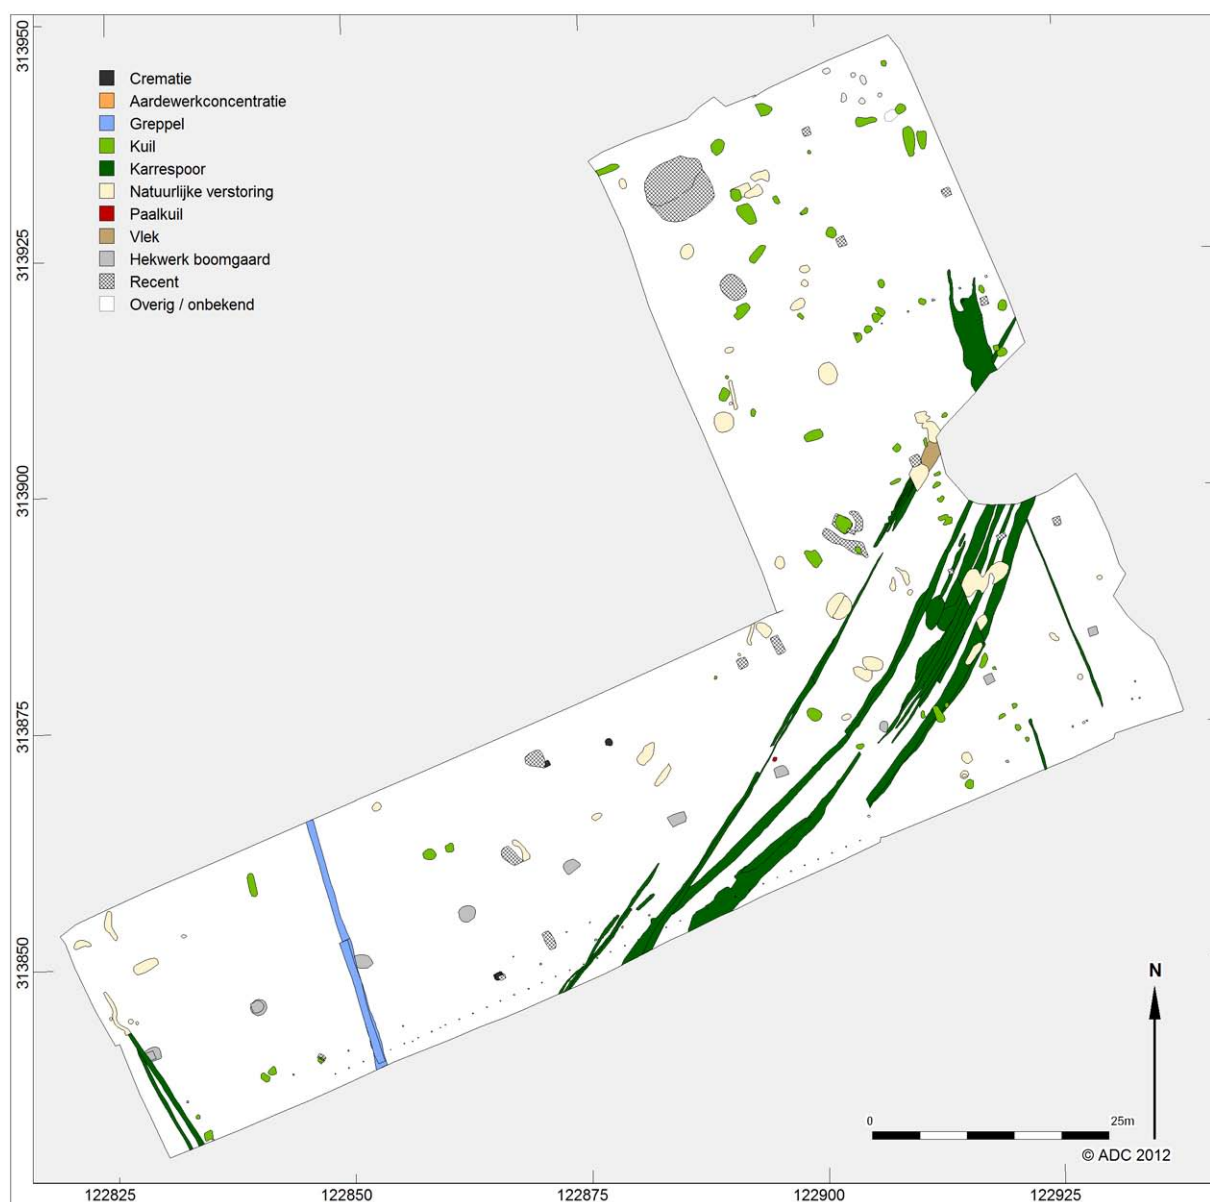 Crematie
Aardewerkconcentratie
Greppel
Kuil
Karrespoor
Natuurlijke verstoring
Paalkuil
Vlek
Hekwerk boomgaard
Recent
Overig / onbekend
313950
313925
313900
313875
313850
N
0 25m
© ADC 2012
122825 122850 122875 122900 122925